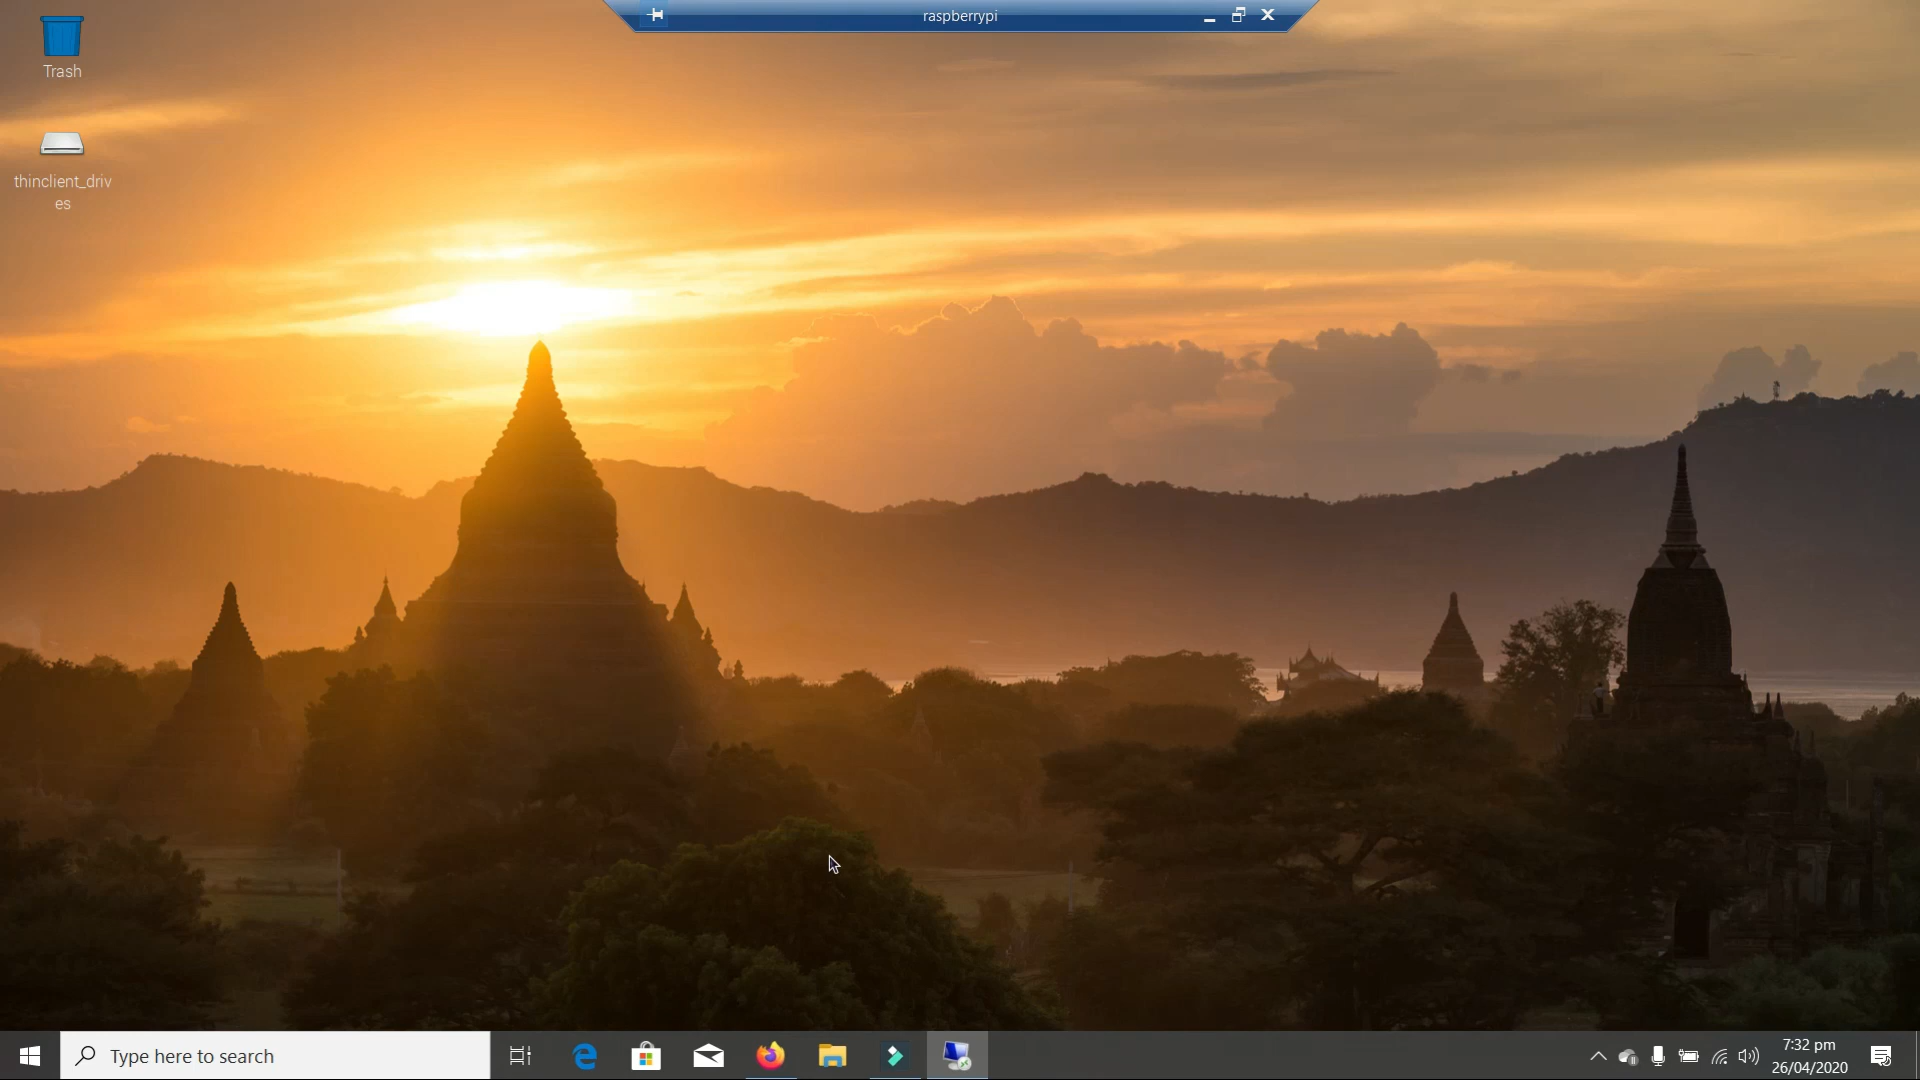 raspberrypi
Trash
thinclient_driv
es
Type here to search
7:32 pm
26/04/2020